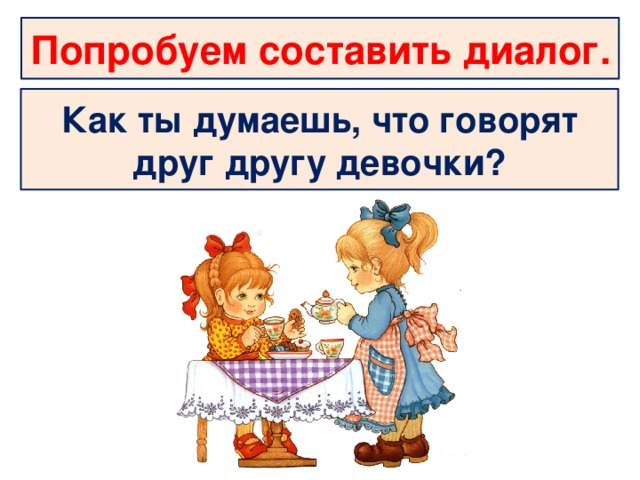 Попробуем составить диалог.
Как ты думаешь, что говорят
друг другу девочки?